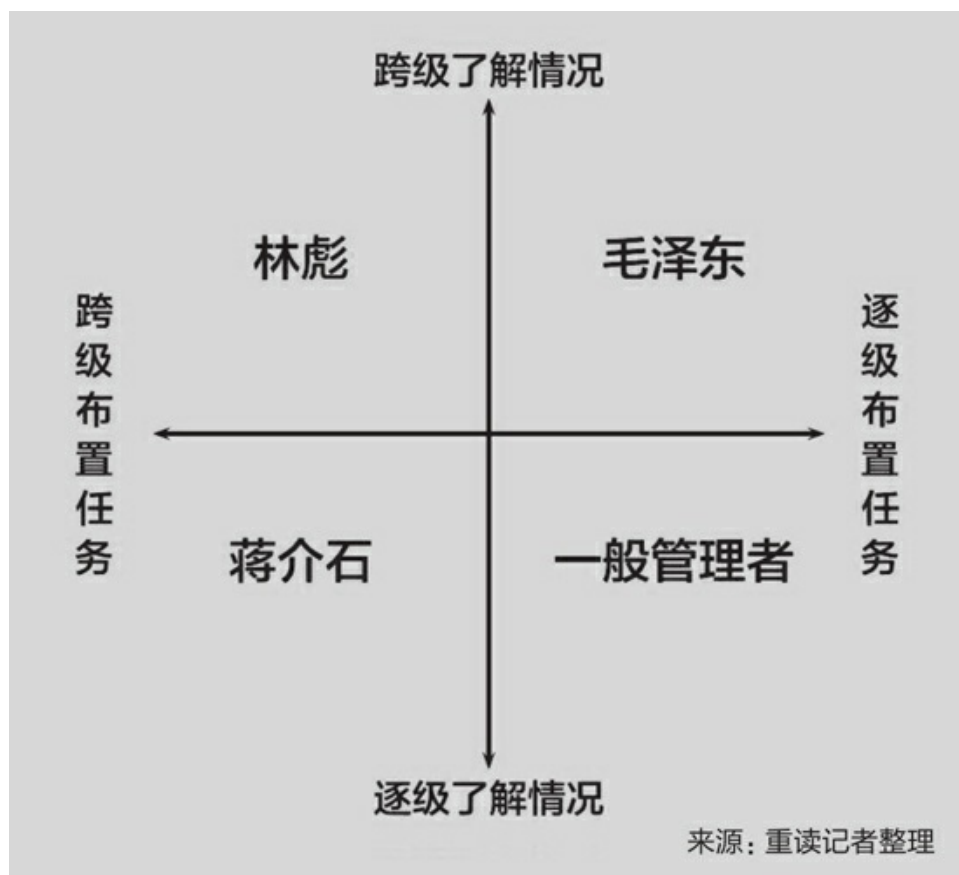 跨级了解情况
林彪
毛泽东
跨级布置任务
逐级布置任务
蒋介石
一般管理者
逐级了解情况
来源：重读记者整理